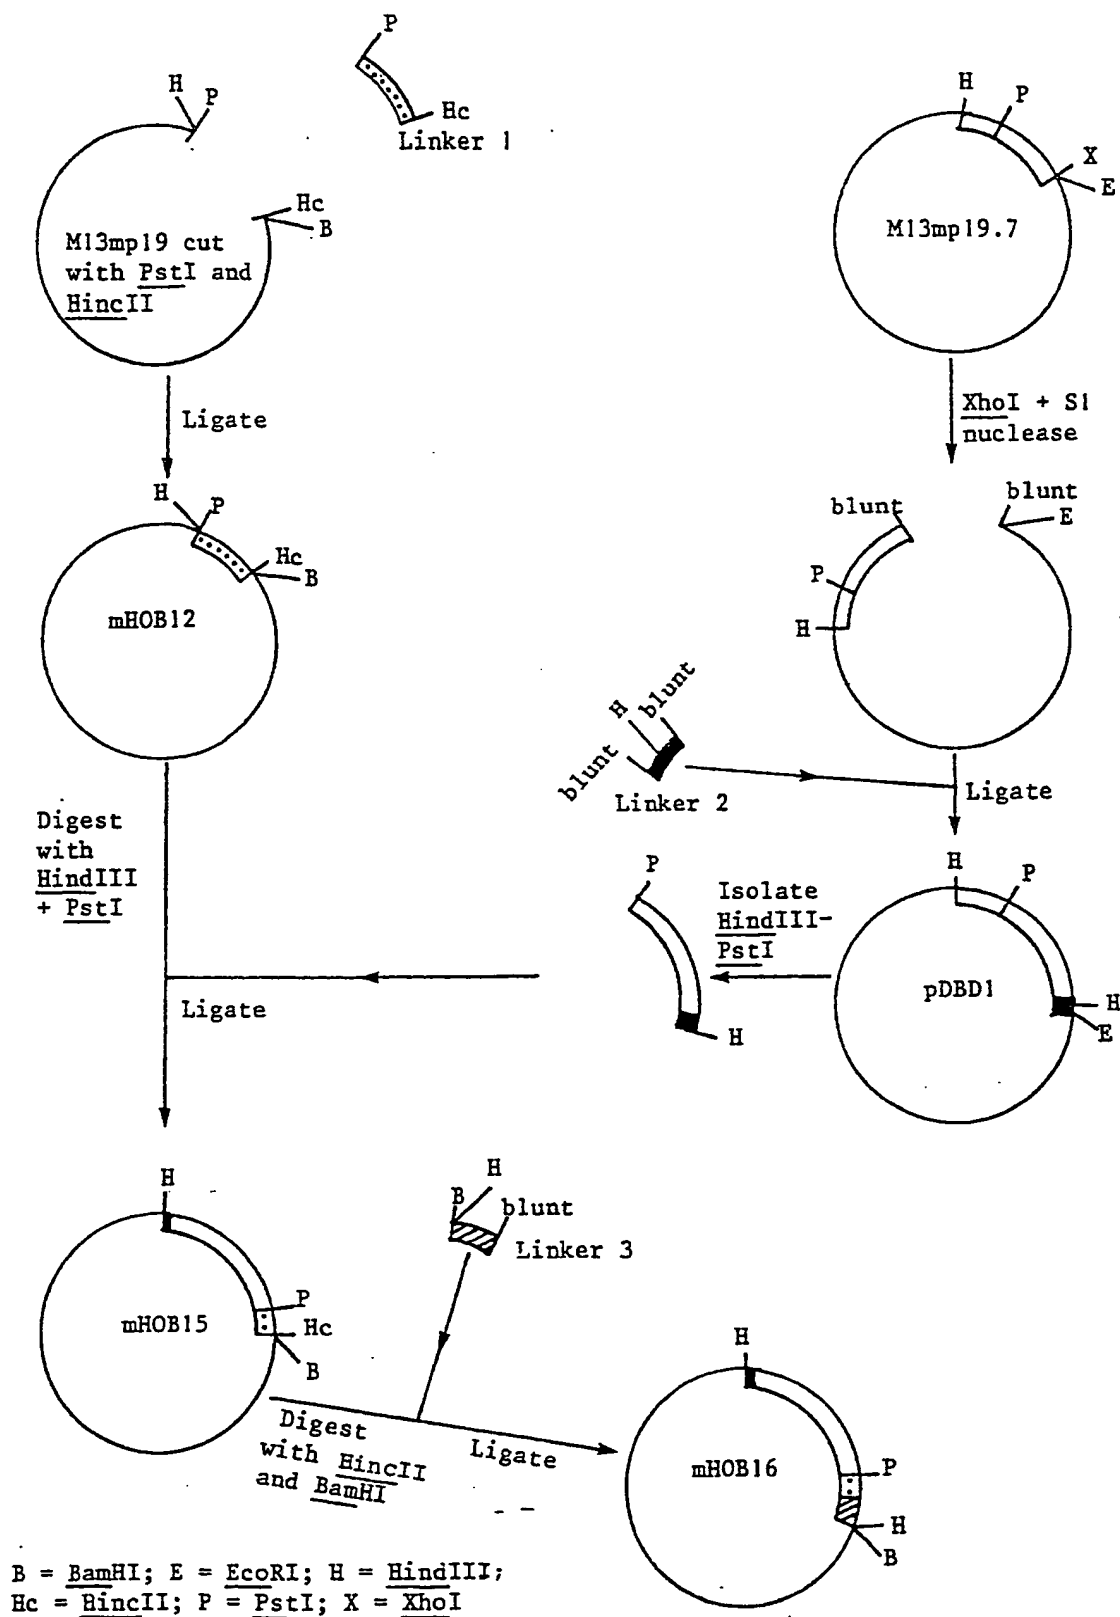 P
H
P
Hc
Linker 1
Hc
B
M13mp19 cut
with PstI and
HincII
Ligate
H
P
X
E
M13mp19.7
XhoI + S1
nuclease
H
P
Hc
B
mHOB12
blunt
blunt
E
P
H
H
blunt
blunt
Linker 2
Ligate
Digest
with
HindIII
+ PstI
Ligate
P
Isolate
HindIII-
PstI
H
H
P
pDBD1
H
E
H
mHOB15
P
Hc
B
B
H
blunt
Linker 3
Digest
with HincII
and BamHI
Ligate
H
mHOB16
P
H
B
B = BamHI; E = EcoRI; H = HindIII;
Hc = HincII; P = PstI; X = XhoI